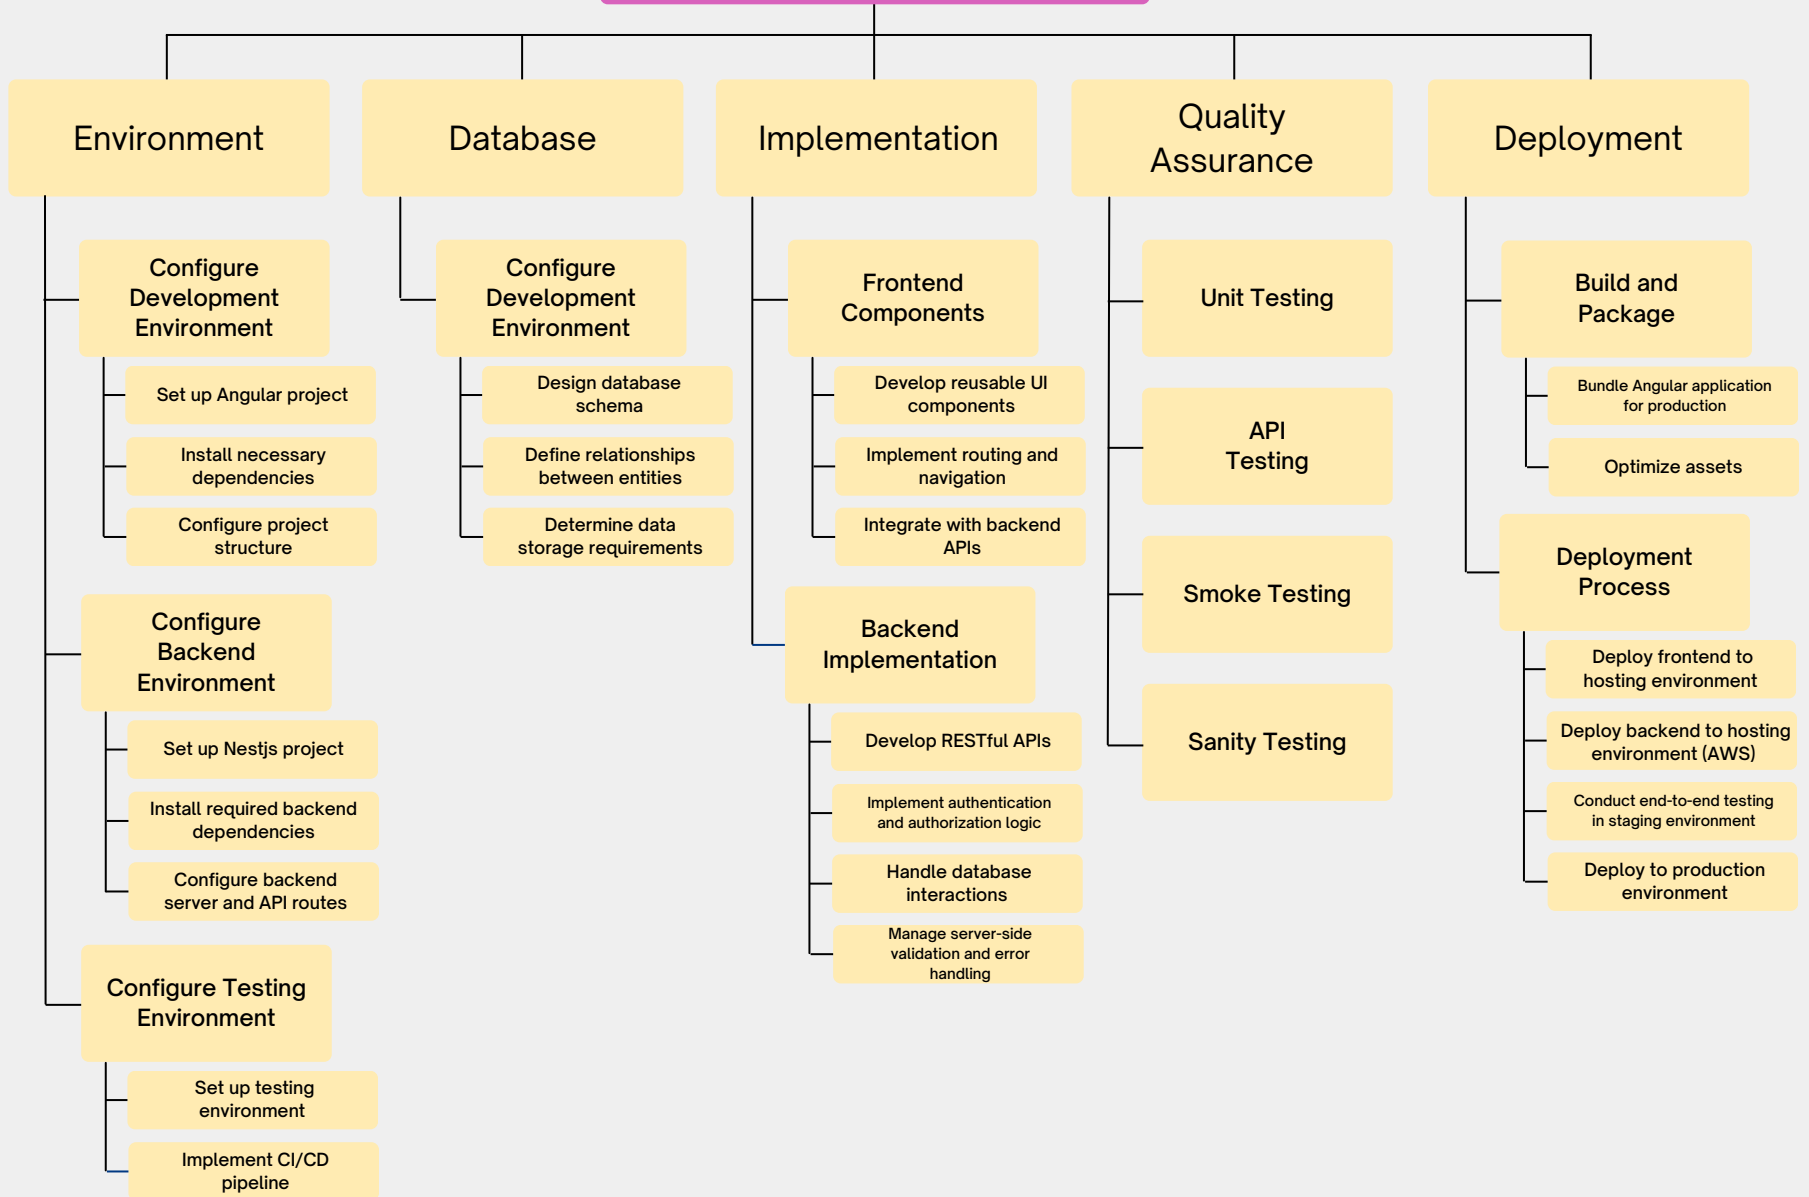 Environment
Configure
Development
Environment
Set up Angular project
Install necessary
dependencies
Configure project
structure
Configure
Backend
Environment
Set up Nestjs project
Install required backend
dependencies
Configure backend
server and API routes
Configure Testing
Environment
Set up testing
environment
Implement CI/CD
pipeline
Database
Configure
Development
Environment
Design database
schema
Define relationships
between entities
Determine data
storage requirements
Implementation
Frontend
Components
Develop reusable UI
components
Implement routing and
navigation
Integrate with backend
APIs
Backend
Implementation
Develop RESTful APIs
Implement authentication
and authorization logic
Handle database
interactions
Manage server-side
validation and error
handling
Quality
Assurance
Unit Testing
API
Testing
Smoke Testing
Sanity Testing
Deployment
Build and
Package
Bundle Angular application
for production
Optimize assets
Deployment
Process
Deploy frontend to
hosting environment
Deploy backend to hosting
environment (AWS)
Conduct end-to-end testing
in staging environment
Deploy to production
environment